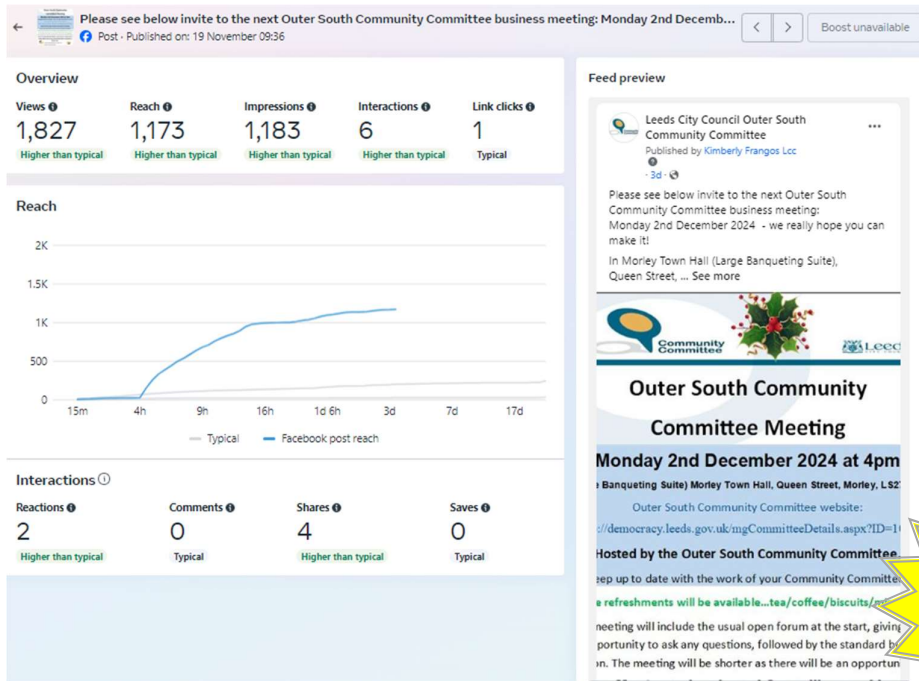 Please see below invite to the next Outer South Community Committee business meeting: Monday 2nd Decemb...
Post · Published on: 19 November 09:36
Boost unavailable
Overview
Views Reach Impressions Interactions Link clicks
1,827 1,173 1,183 6 1
Higher than typical Higher than typical Higher than typical Higher than typical Typical
Reach
2K
1.5K
1K
500
0
15m 4h 9h 16h 1d 6h 3d 7d 17d
Typical Facebook post reach
Interactions
Reactions Comments Shares Saves
2 0 4 0
Higher than typical Typical Higher than typical Typical
Feed preview
Leeds City Council Outer South
Community Committee
Published by Kimberly Frangos Lcc
· 3d ·
Please see below invite to the next Outer South
Community Committee business meeting:
Monday 2nd December 2024 - we really hope you can
make it!
In Morley Town Hall (Large Banqueting Suite),
Queen Street, ... See more
Community
Committee
Outer South Community
Committee Meeting
Monday 2nd December 2024 at 4pm
Banqueting Suite) Morley Town Hall, Queen Street, Morley,
Outer South Community Committee website:
://democracy.leeds.gov.uk/mgCommitteeDetails.aspx?ID=1
Hosted by the Outer South Community Committee
up to date with the work of your Community
refreshments will be available...tea/coffee/biscuits/
meeting will include the usual open forum at the start, giving
to ask any questions, followed by the standard
The meeting will be shorter as there will be an